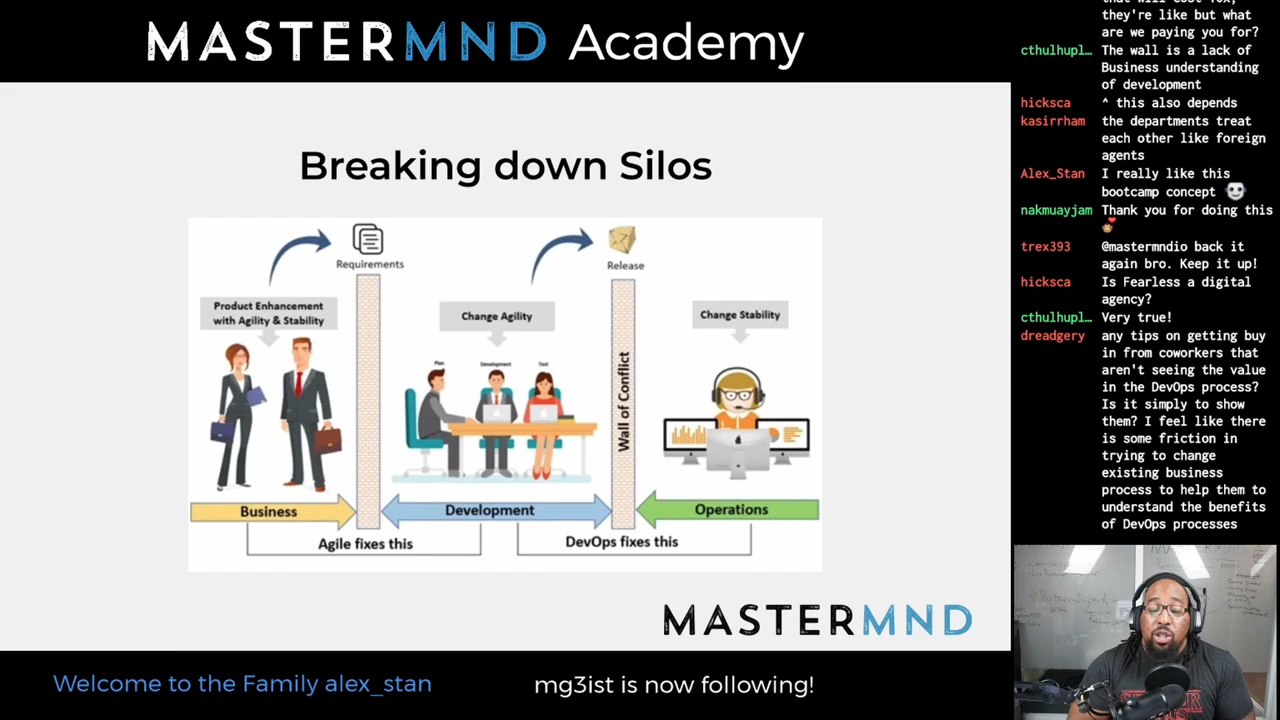 MASTERMND Academy
Breaking down Silos
Requirements
Release
Product Enhancement
with Agility & Stability
Change Agility
Change Stability
Plan
Development
Test
Wall of Conflict
Business
Development
Operations
Agile fixes this
DevOps fixes this
MASTERMND
Welcome to the Family alex_stan
mg3ist is now following!
they're like but what
are we paying you for?
cthulhupl… The wall is a lack of
Business understanding
of development
hicksca ^ this also depends
kasirrham the departments treat
each other like foreign
agents
Alex_Stan I really like this
bootcamp concept
nakmuayjam Thank you for doing this
trex393 @mastermndio back it
again bro. Keep it up!
hicksca Is Fearless a digital
agency?
cthulhupl… Very true!
dreadgery any tips on getting buy
in from coworkers that
aren't seeing the value
in the DevOps process?
Is it simply to show
them? I feel like there
is some friction in
trying to change
existing business
process to help them to
understand the benefits
of DevOps processes